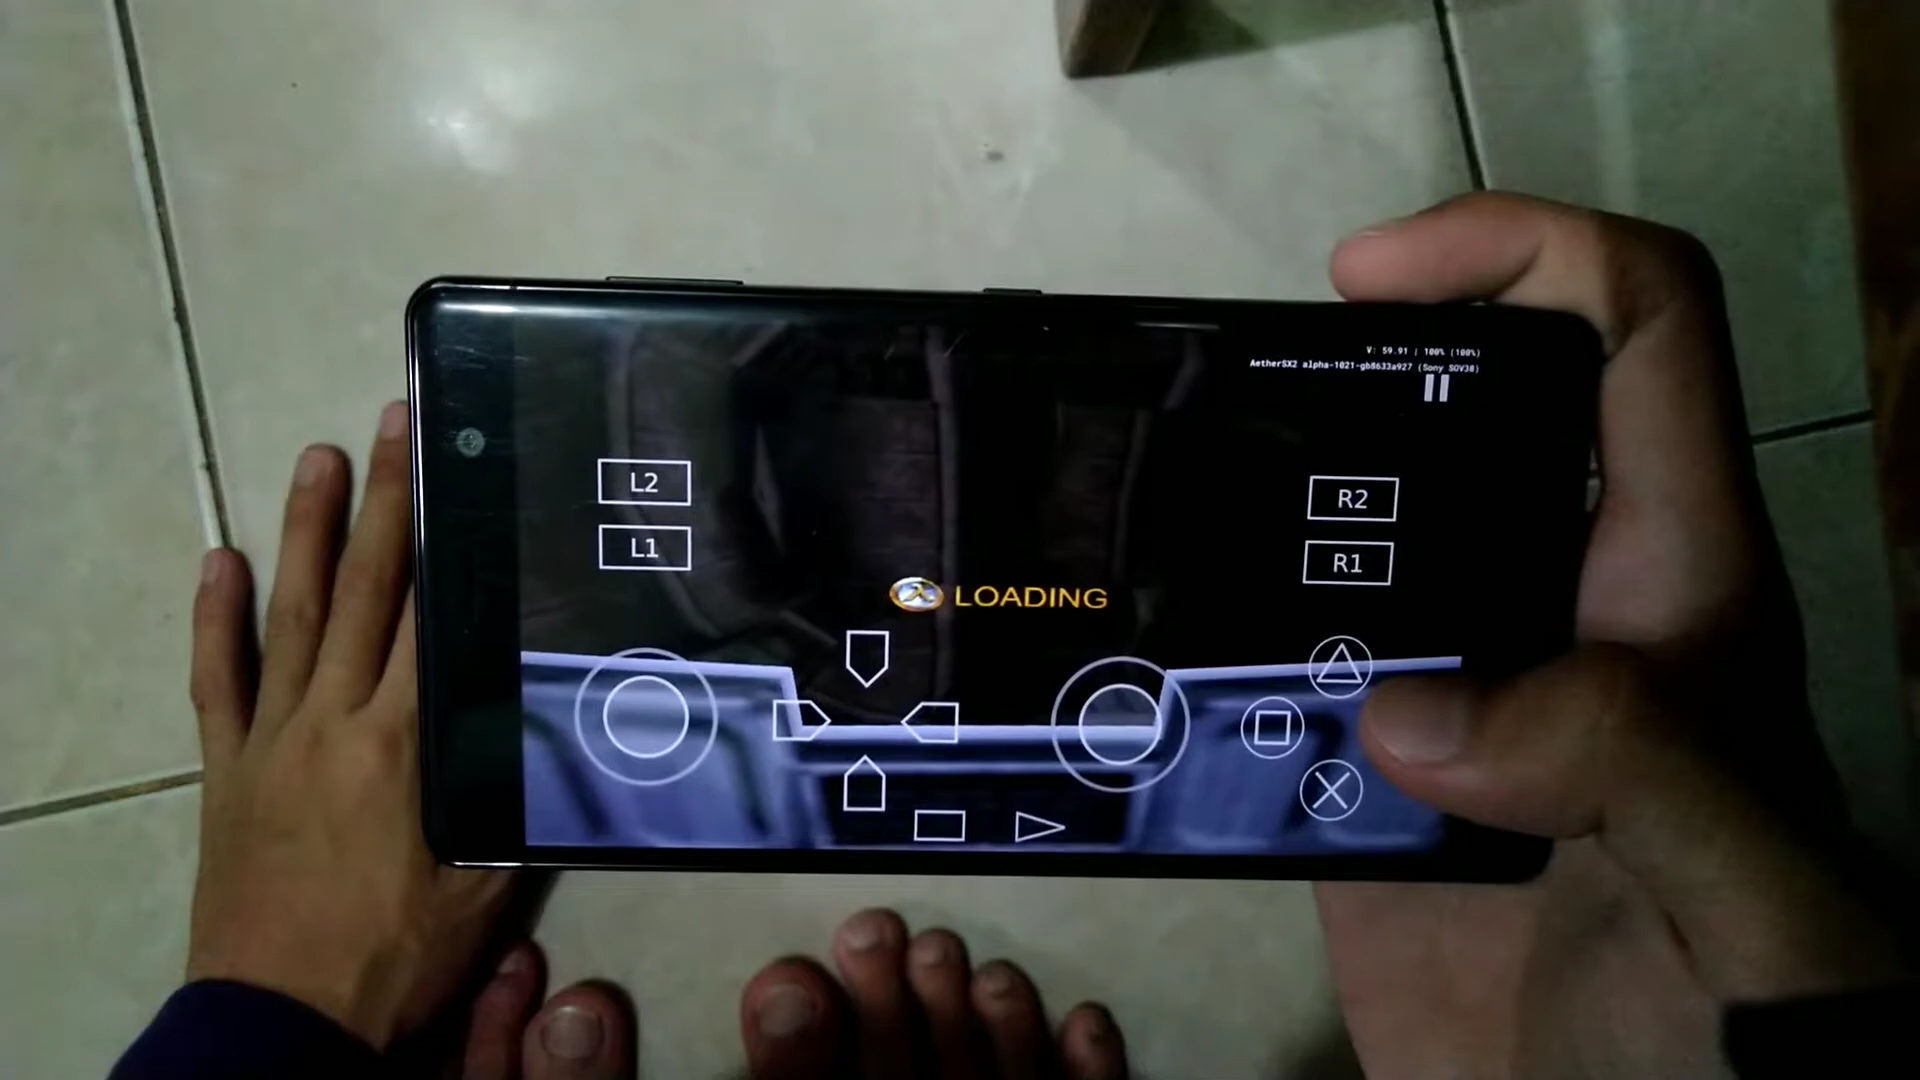 V: 59.91 | 100% (100%)
AetherSX2 alpha-1021-gb8633a927 (Sony SOV38)
L2
R2
L1
R1
λ LOADING